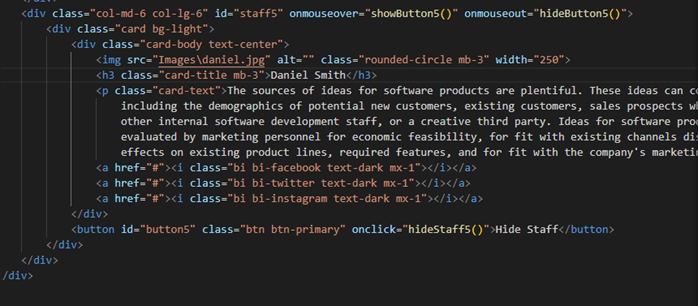 </div>
<div class="col-md-6 col-lg-6" id="staff5" onmouseover="showButton5()" onmouseout="hideButton5()">
<div class="card bg-light">
<div class="card-body text-center">
<img src="Images\daniel.jpg" alt="" class="rounded-circle mb-3" width="250">
<h3 class="card-title mb-3">Daniel Smith</h3>
<p class="card-text">The sources of ideas for software products are plentiful. These ideas can co
including the demographics of potential new customers, existing customers, sales prospects wh
other internal software development staff, or a creative third party. Ideas for software pro
evaluated by marketing personnel for economic feasibility, for fit with existing channels dis
effects on existing product lines, required features, and for fit with the company's marketin
<a href="#"><i class="bi bi-facebook text-dark mx-1"></i></a>
<a href="#"><i class="bi bi-twitter text-dark mx-1"></i></a>
<a href="#"><i class="bi bi-instagram text-dark mx-1"></i></a>
</div>
<button id="button5" class="btn btn-primary" onclick="hideStaff5()">Hide Staff</button>
</div>
</div>
/div>